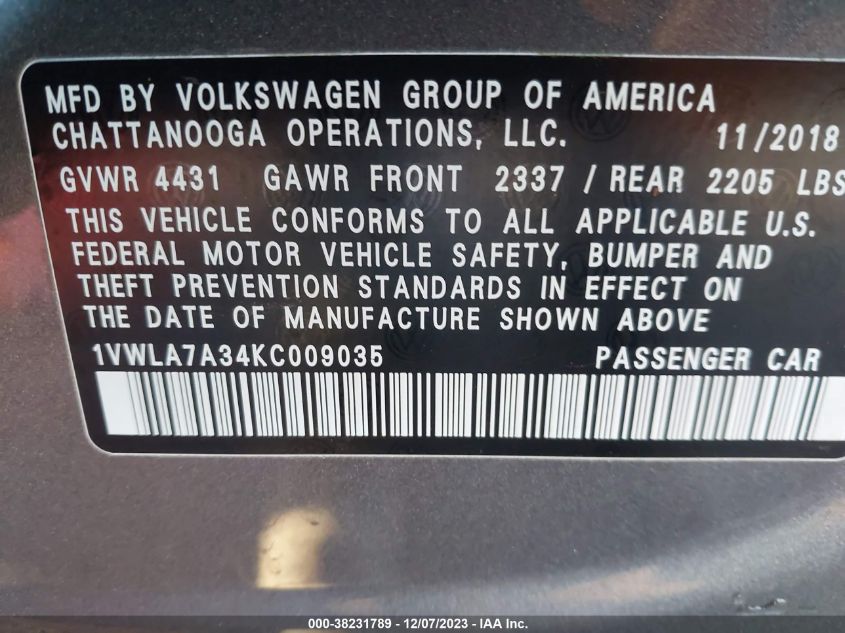 MFD BY VOLKSWAGEN GROUP OF AMERICA
CHATTANOOGA OPERATIONS, LLC. 11/2018
GVWR 4431 GAWR FRONT 2337 / REAR 2205 LBS
THIS VEHICLE CONFORMS TO ALL APPLICABLE U.S.
FEDERAL MOTOR VEHICLE SAFETY, BUMPER AND
THEFT PREVENTION STANDARDS IN EFFECT ON
THE DATE OF MANUFACTURE SHOWN ABOVE
1VWLA7A34KC009035 PASSENGER CAR
000-38231789 - 12/07/2023 - IAA Inc.